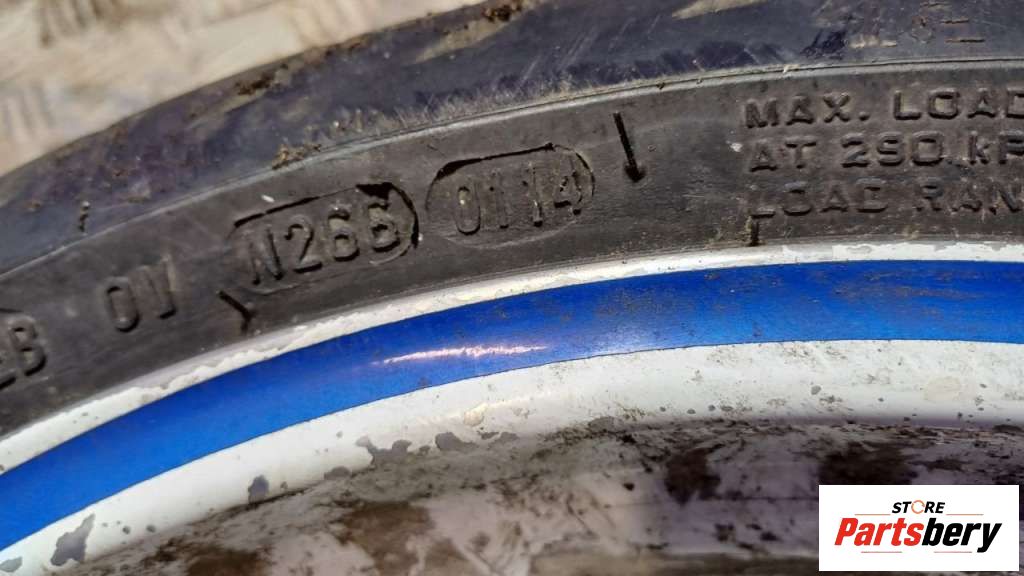 MAX. LOAD
AT 290 kP
LOAD RAN
0V N266 0114
STORE
Partsbery